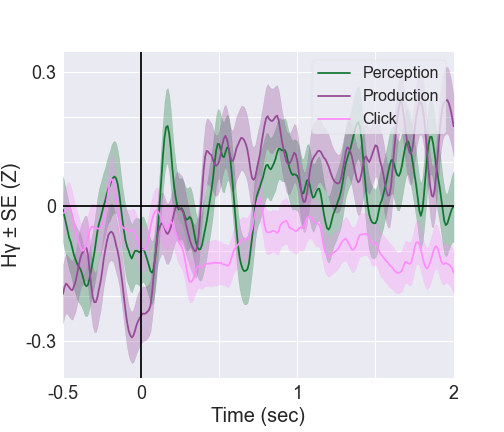 Hγ ± SE (Z)
0.3
0
-0.3
Perception
Production
Click
-0.5
0
1
2
Time (sec)